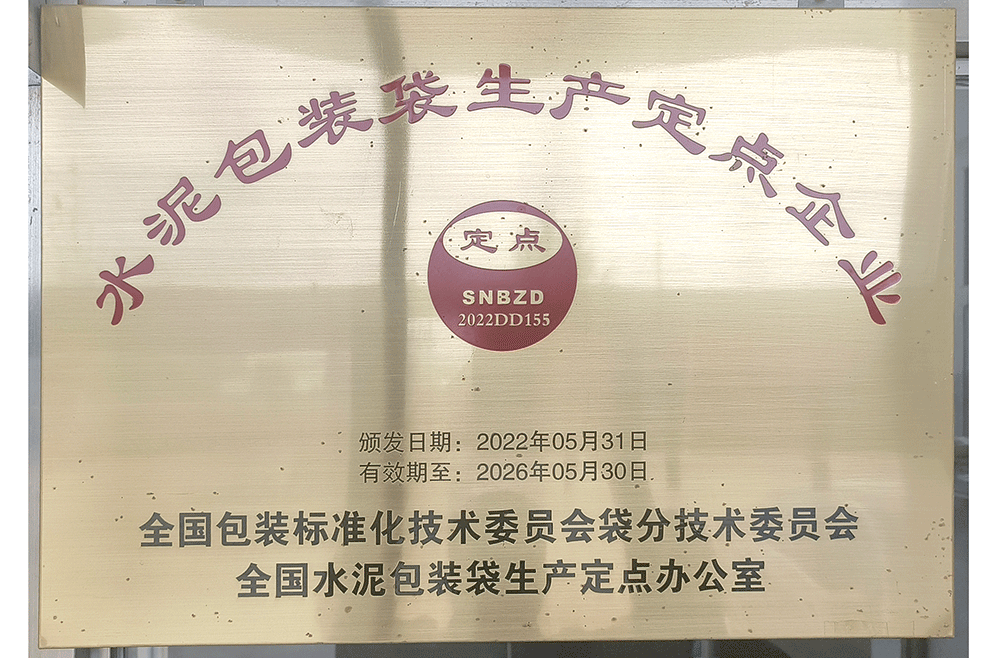 水泥包装袋生产定点企业
定点
SNBZD
2022DD155
颁发日期：2022年05月31日
有效期至：2026年05月30日
全国包装标准化技术委员会袋分技术委员会
全国水泥包装袋生产定点办公室